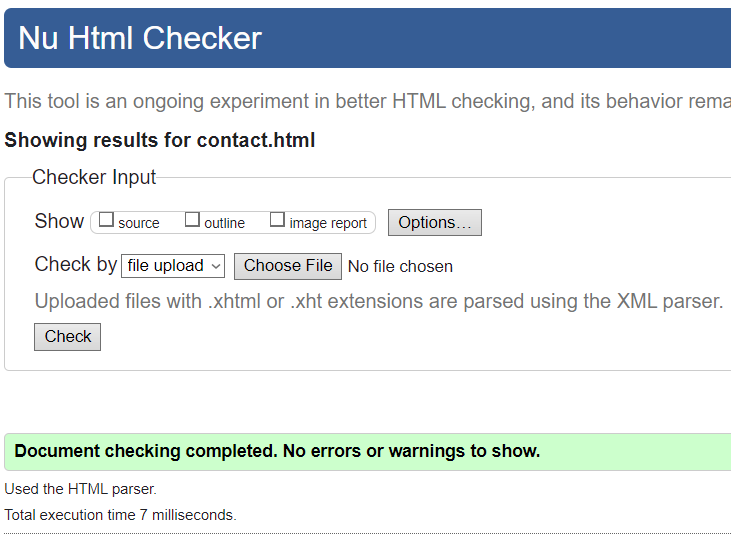 Nu Html Checker
This tool is an ongoing experiment in better HTML checking, and its behavior rema
Showing results for contact.html
Checker Input
Show source outline image report Options…
Check by file upload Choose File No file chosen
Uploaded files with .xhtml or .xht extensions are parsed using the XML parser.
Check
Document checking completed. No errors or warnings to show.
Used the HTML parser.
Total execution time 7 milliseconds.